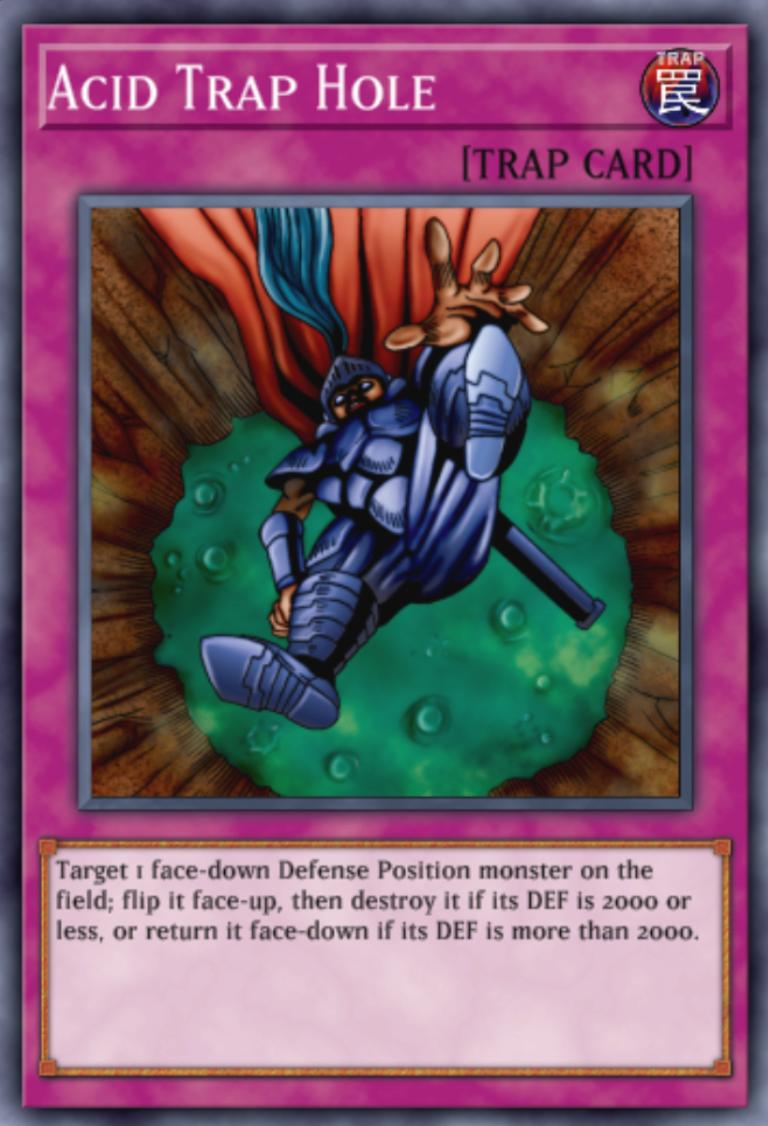 ACID TRAP HOLE
TRAP
罠
[TRAP CARD]
Target 1 face-down Defense Position monster on the
field; flip it face-up, then destroy it if its DEF is 2000 or
less, or return it face-down if its DEF is more than 2000.